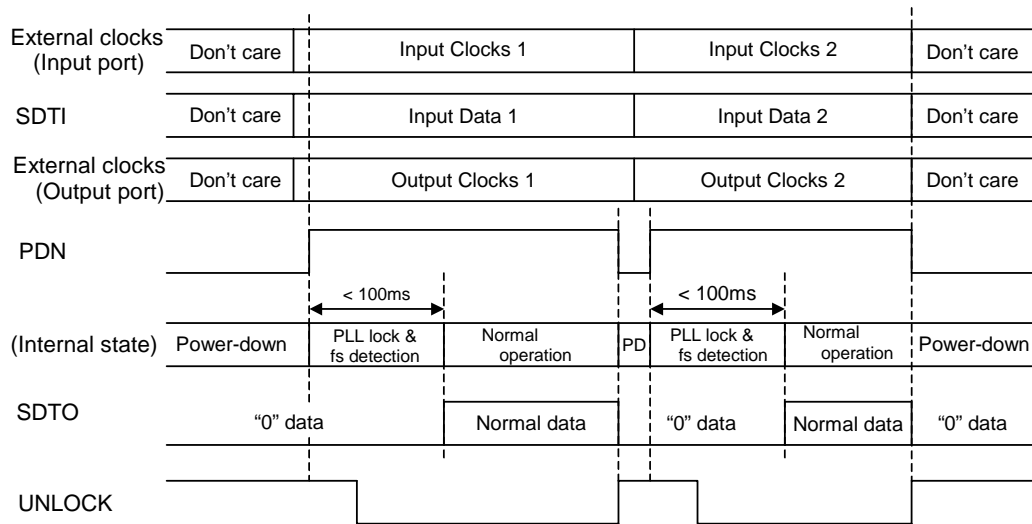 External clocks
(Input port)
Don't care
Input Clocks 1
Input Clocks 2
Don't care
SDTI
Don't care
Input Data 1
Input Data 2
Don't care
External clocks
(Output port)
Don't care
Output Clocks 1
Output Clocks 2
Don't care
PDN
< 100ms
< 100ms
(Internal state)
Power-down
PLL lock &
fs detection
Normal
operation
PD
PLL lock &
fs detection
Normal
operation
Power-down
SDTO
“0” data
Normal data
“0” data
Normal data
“0” data
UNLOCK